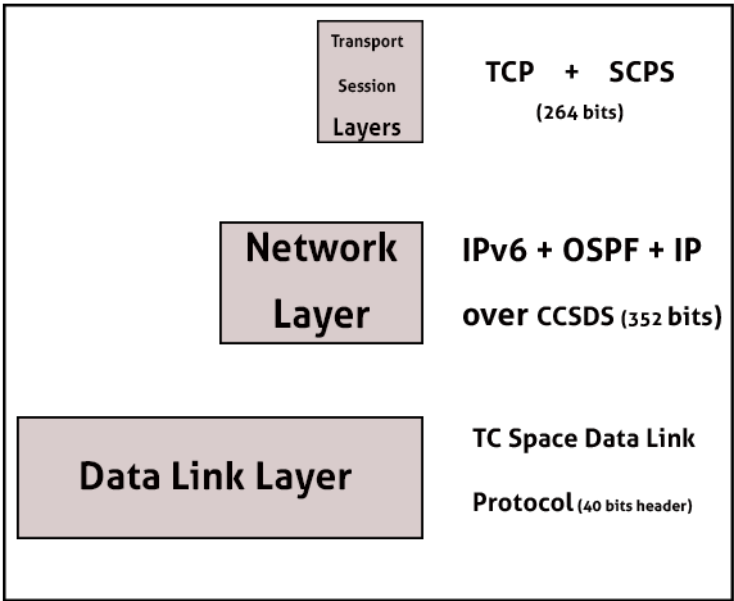 Transport
Session
Layers
TCP + SCPS
(264 bits)
Network
Layer
IPv6 + OSPF + IP
over CCSDS (352 bits)
Data Link Layer
TC Space Data Link
Protocol (40 bits header)